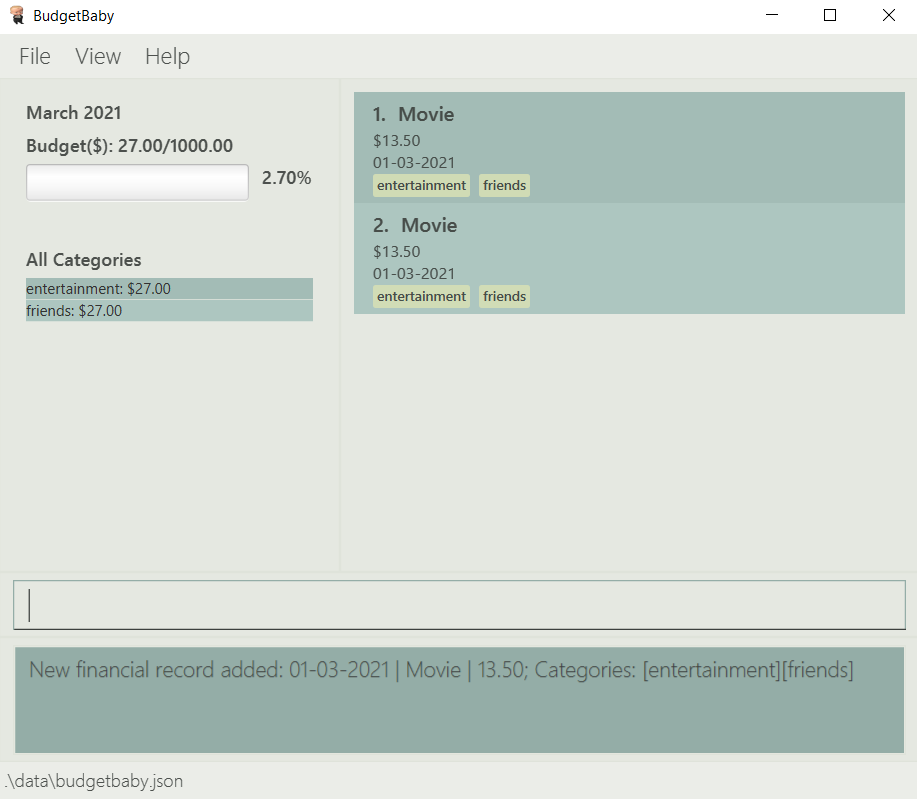 BudgetBaby
File View Help
March 2021
Budget($): 27.00/1000.00
2.70%
All Categories
entertainment: $27.00
friends: $27.00
1. Movie
$13.50
01-03-2021
entertainment friends
2. Movie
$13.50
01-03-2021
entertainment friends
New financial record added: 01-03-2021 | Movie | 13.50; Categories: [entertainment][friends]
.\data\budgetbaby.json